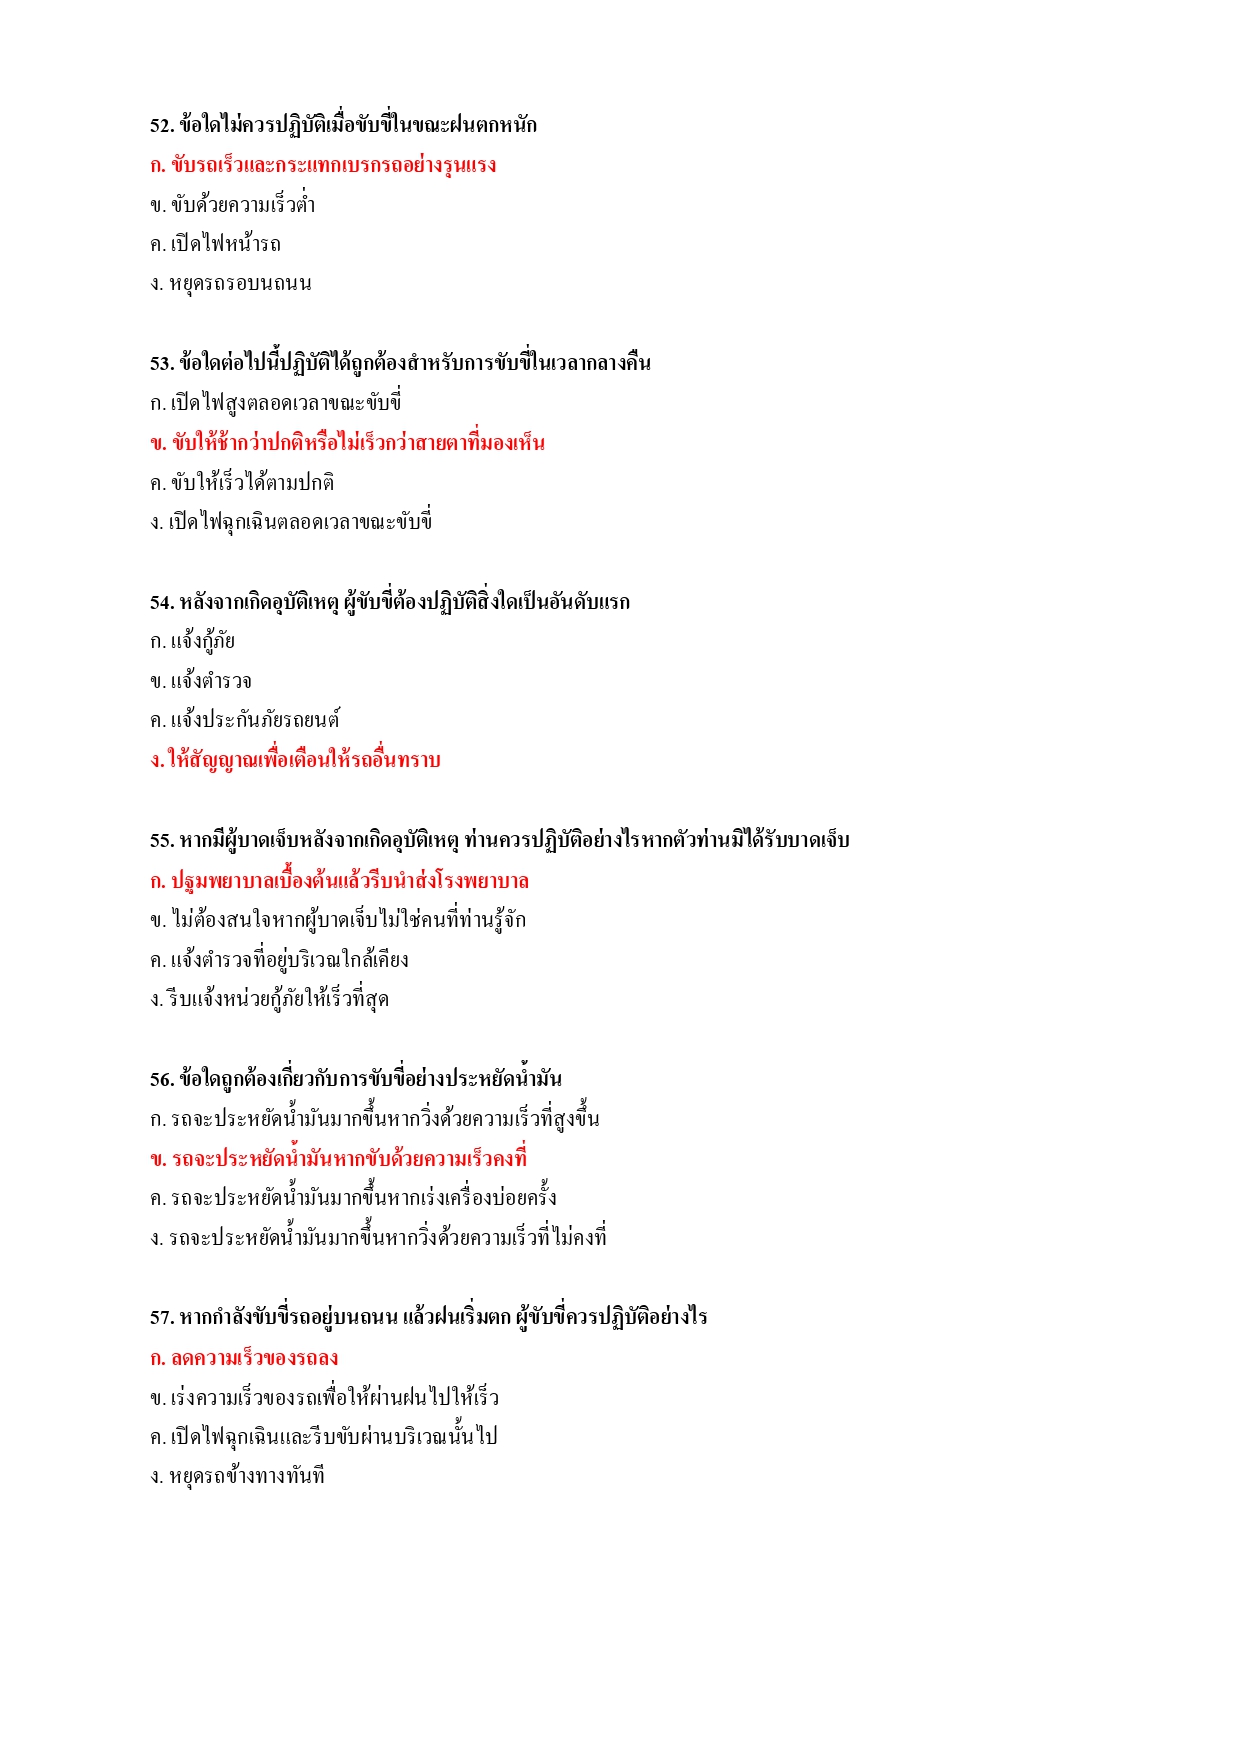 52. ข้อใดไม่ควรปฏิบัติเมื่อขับขี่ในขณะฝนตกหนัก
ก. ขับรถเร็วและกระแทกเบรกรถอย่างรุนแรง
ข. ขับด้วยความเร็วต่ำ
ค. เปิดไฟหน้ารถ
ง. หยุดรถรอบนถนน
53. ข้อใดต่อไปนี้ปฏิบัติได้ถูกต้องสำหรับการขับขี่ในเวลากลางคืน
ก. เปิดไฟสูงตลอดเวลาขณะขับขี่
ข. ขับให้ช้ากว่าปกติหรือไม่เร็วกว่าสายตาที่มองเห็น
ค. ขับให้เร็วได้ตามปกติ
ง. เปิดไฟฉุกเฉินตลอดเวลาขณะขับขี่
54. หลังจากเกิดอุบัติเหตุ ผู้ขับขี่ต้องปฏิบัติสิ่งใดเป็นอันดับแรก
ก. แจ้งกู้ภัย
ข. แจ้งตำรวจ
ค. แจ้งประกันภัยรถยนต์
ง. ให้สัญญาณเพื่อเตือนให้รถอื่นทราบ
55. หากมีผู้บาดเจ็บหลังจากเกิดอุบัติเหตุ ท่านควรปฏิบัติอย่างไรหากตัวท่านมิได้รับบาดเจ็บ
ก. ปฐมพยาบาลเบื้องต้นแล้วรีบนำส่งโรงพยาบาล
ข. ไม่ต้องสนใจหากผู้บาดเจ็บไม่ใช่คนที่ท่านรู้จัก
ค. แจ้งตำรวจที่อยู่บริเวณใกล้เคียง
ง. รีบแจ้งหน่วยกู้ภัยให้เร็วที่สุด
56. ข้อใดถูกต้องเกี่ยวกับการขับขี่อย่างประหยัดน้ำมัน
ก. รถจะประหยัดน้ำมันมากขึ้นหากวิ่งด้วยความเร็วที่สูงขึ้น
ข. รถจะประหยัดน้ำมันหากขับด้วยความเร็วคงที่
ค. รถจะประหยัดน้ำมันมากขึ้นหากเร่งเครื่องบ่อยครั้ง
ง. รถจะประหยัดน้ำมันมากขึ้นหากวิ่งด้วยความเร็วที่ไม่คงที่
57. หากกำลังขับขี่รถอยู่บนถนน แล้วฝนเริ่มตก ผู้ขับขี่ควรปฏิบัติอย่างไร
ก. ลดความเร็วของรถลง
ข. เร่งความเร็วของรถเพื่อให้ผ่านฝนไปให้เร็ว
ค. เปิดไฟฉุกเฉินและรีบขับผ่านบริเวณนั้นไป
ง. หยุดรถข้างทางทันที